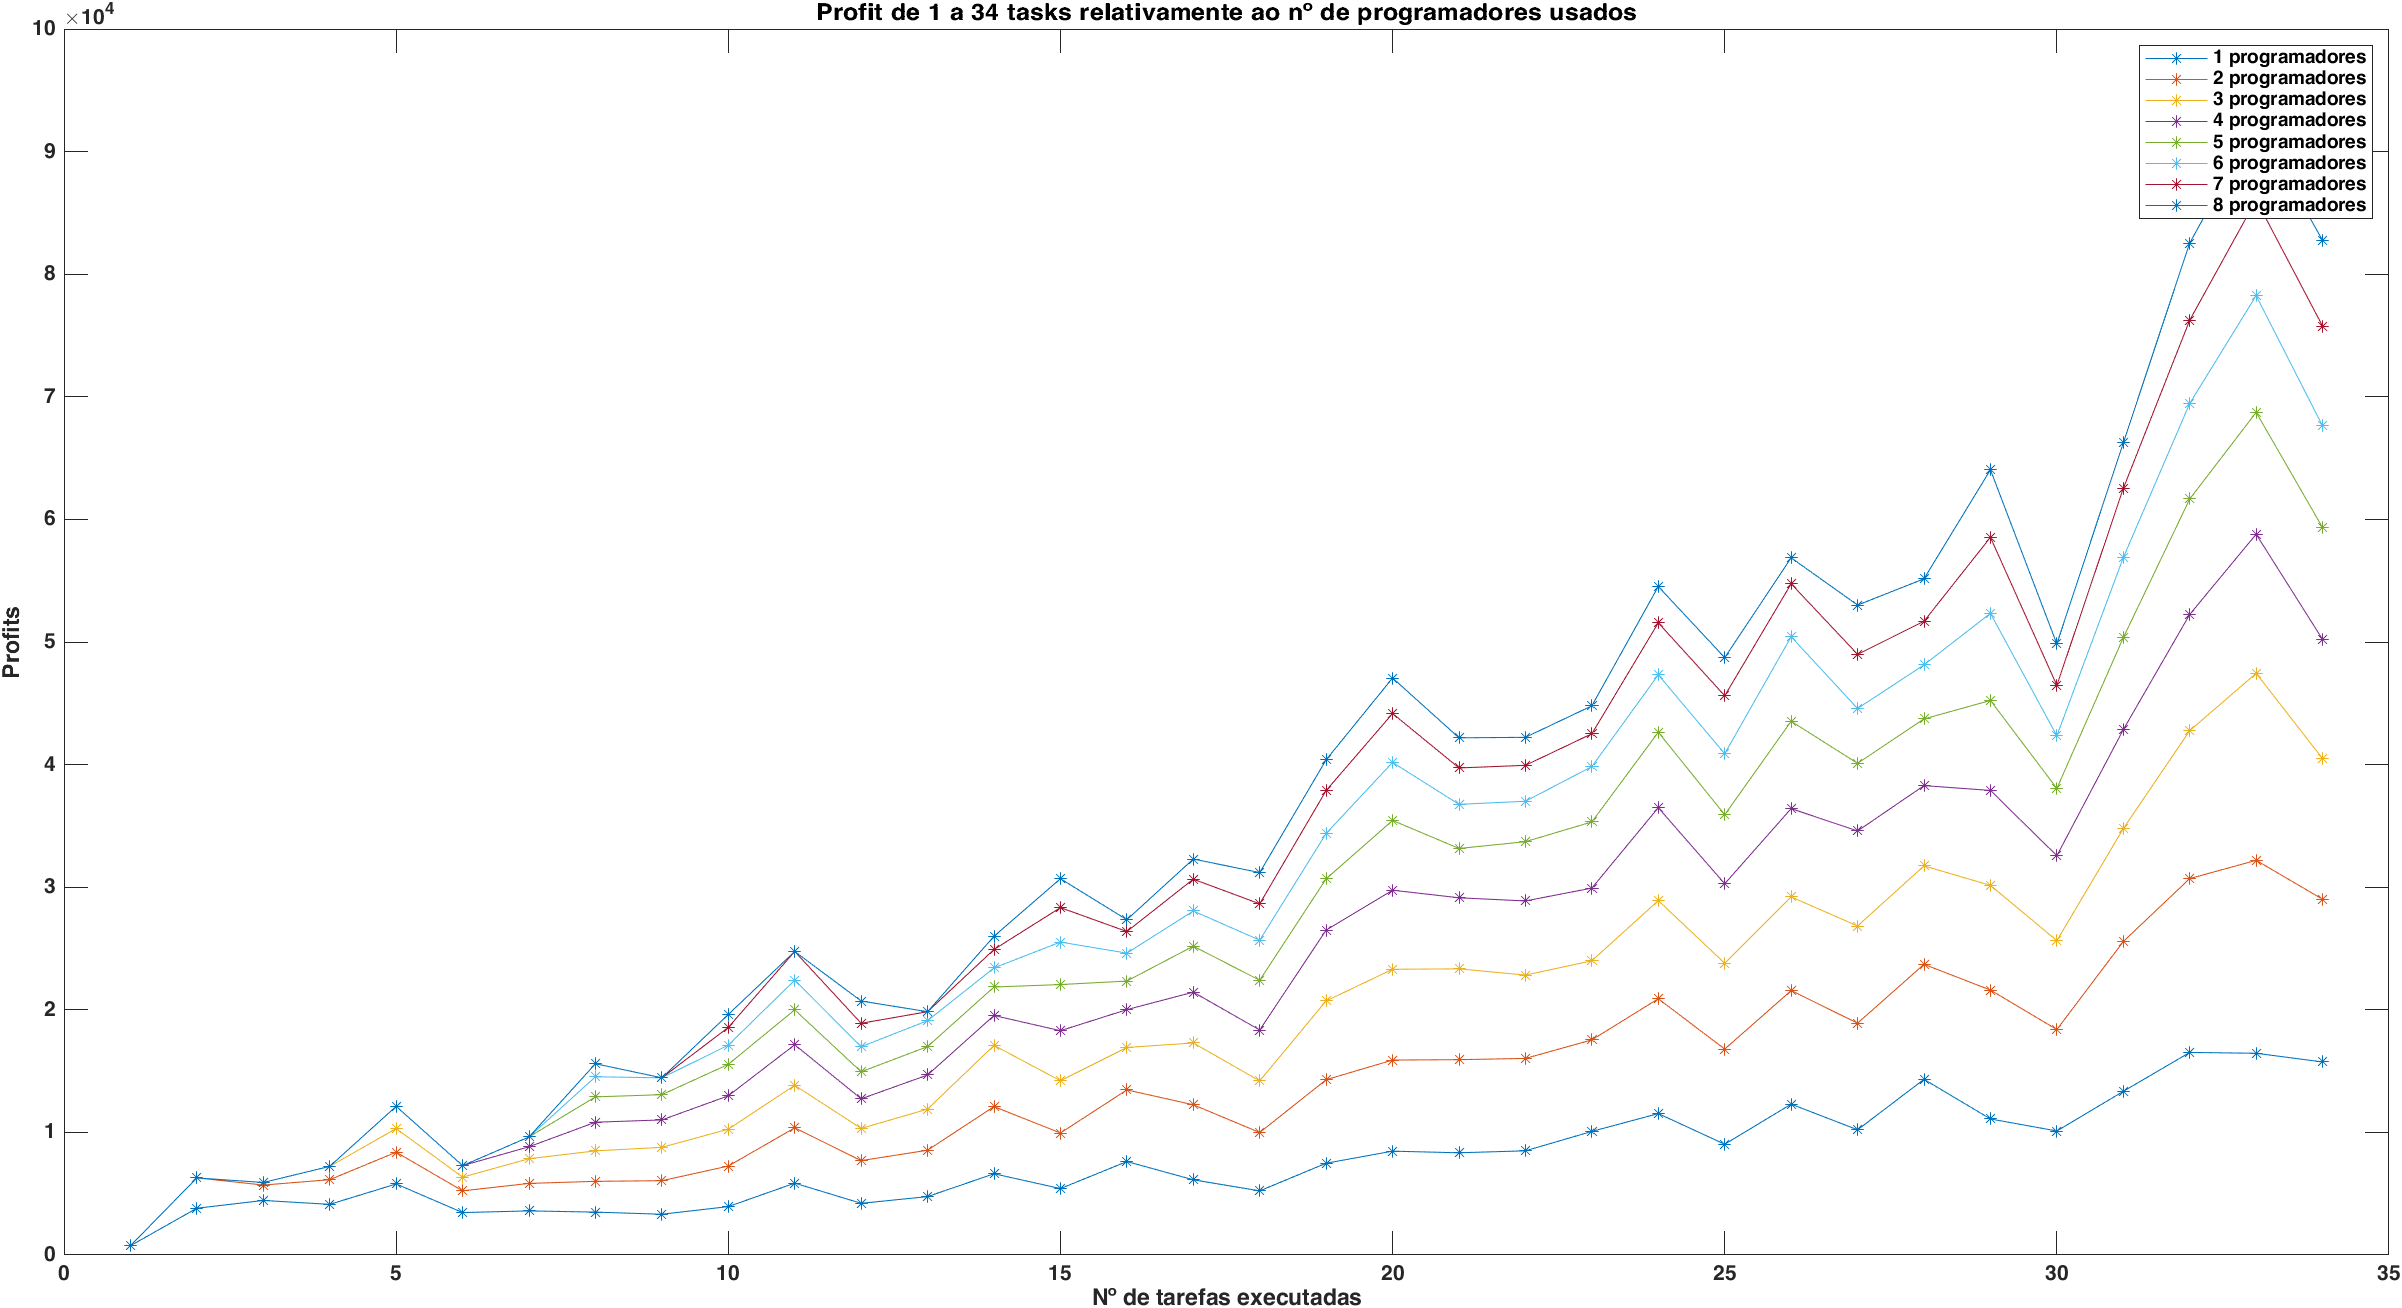 Profit de 1 a 34 tasks relativamente ao nº de programadores usados
×10⁴
10
9
8
7
6
5
4
3
2
1
0
Profits
1 programadores
2 programadores
3 programadores
4 programadores
5 programadores
6 programadores
7 programadores
8 programadores
0 5 10 15 20 25 30 35
Nº de tarefas executadas